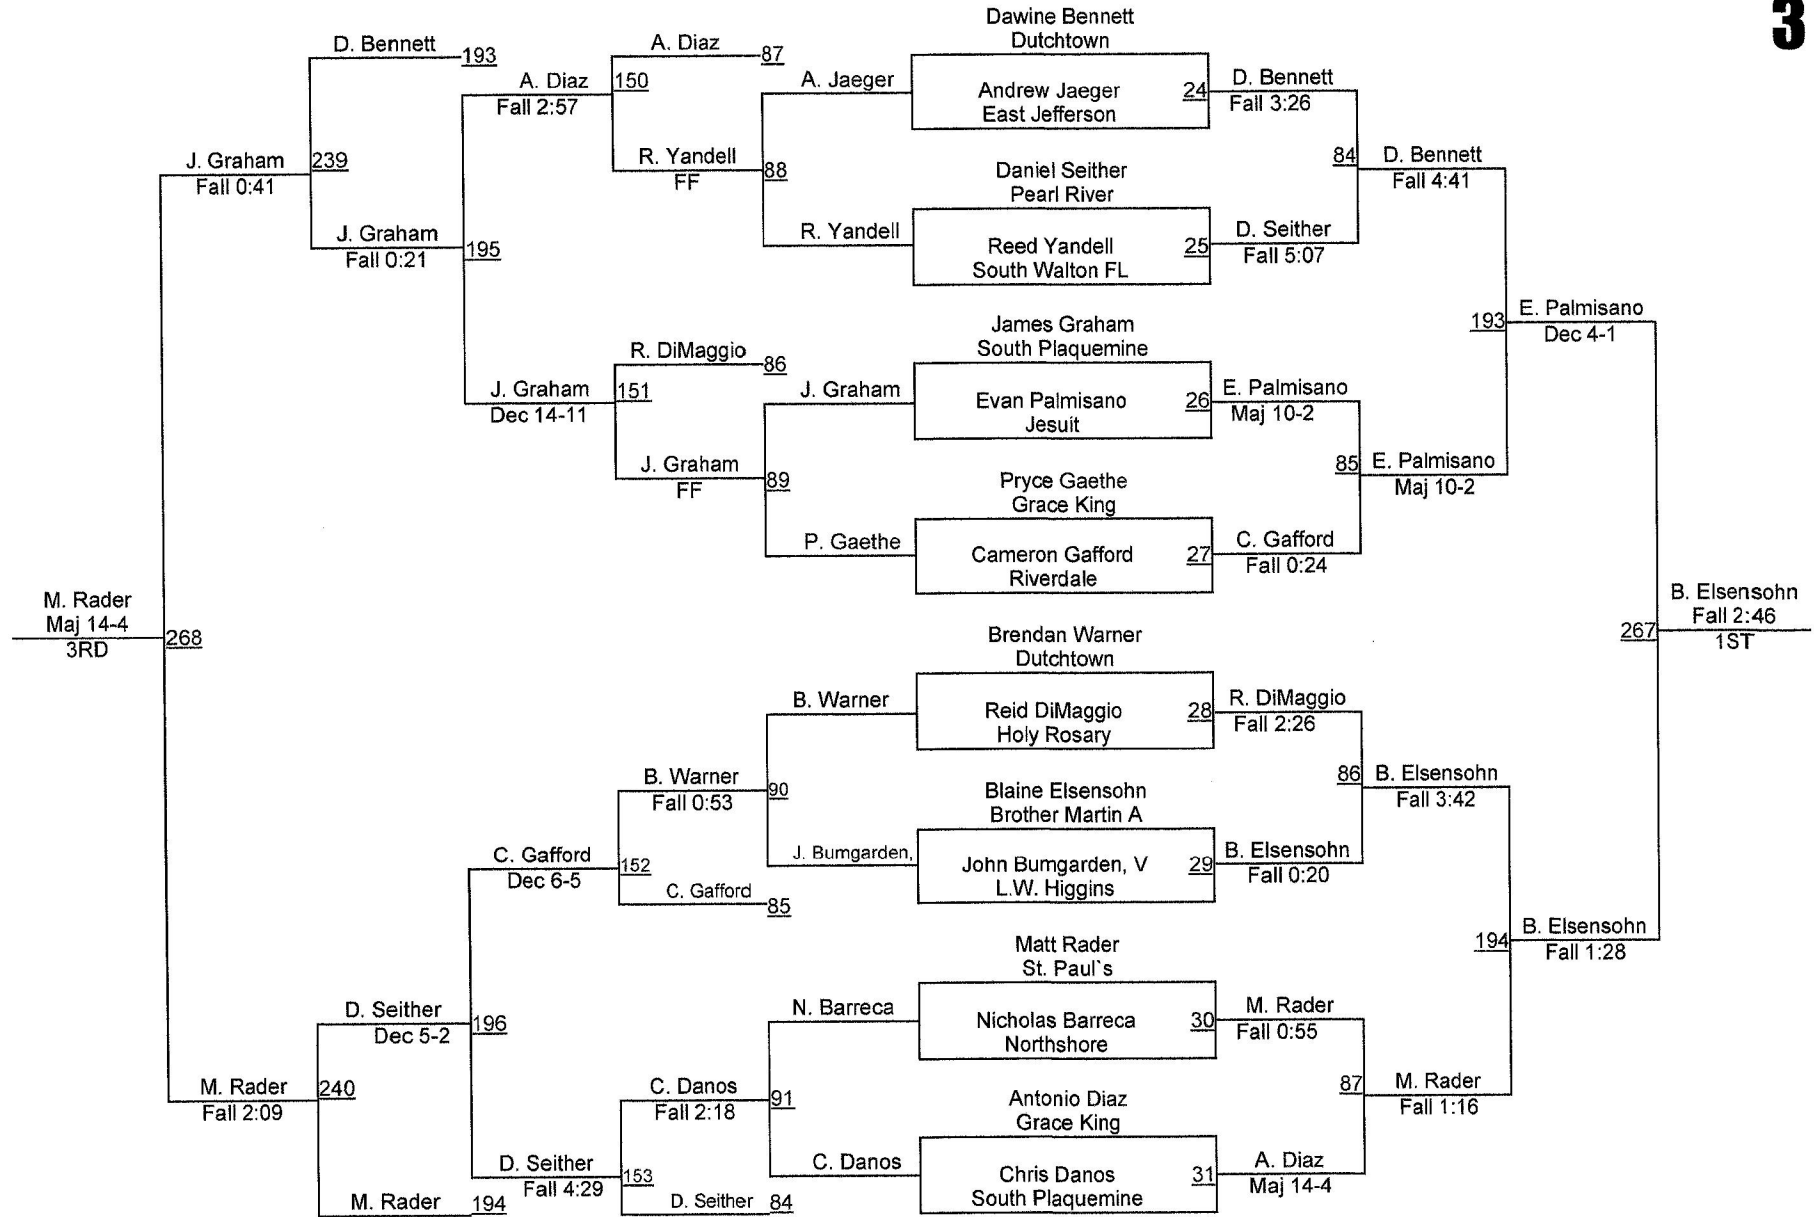 3
Dawine Bennett
Dutchtown
D. Bennett 193
A. Diaz 87
A. Diaz 150
Fall 2:57
A. Jaeger
Andrew Jaeger 24
East Jefferson
D. Bennett
Fall 3:26
J. Graham 239
Fall 0:41
R. Yandell 88
FF
Daniel Seither
Pearl River
84 D. Bennett
Fall 4:41
J. Graham 195
Fall 0:21
R. Yandell
Reed Yandell 25
South Walton FL
D. Seither
Fall 5:07
James Graham
South Plaquemine
193 E. Palmisano
Dec 4-1
R. DiMaggio 86
J. Graham 151
Dec 14-11
J. Graham
Evan Palmisano 26
Jesuit
E. Palmisano
Maj 10-2
J. Graham 89
FF
Pryce Gaethe
Grace King
85 E. Palmisano
Maj 10-2
P. Gaethe
Cameron Gafford 27
Riverdale
C. Gafford
Fall 0:24
M. Rader
Maj 14-4
3RD
268
Brendan Warner
Dutchtown
B. Elsensohn
Fall 2:46
1ST
267
B. Warner
Reid DiMaggio 28
Holy Rosary
R. DiMaggio
Fall 2:26
B. Warner 90
Fall 0:53
Blaine Elsensohn
Brother Martin A
86 B. Elsensohn
Fall 3:42
C. Gafford 152
Dec 6-5
J. Bumgarden,
John Bumgarden, V 29
L.W. Higgins
B. Elsensohn
Fall 0:20
C. Gafford 85
Matt Rader
St. Paul`s
194 B. Elsensohn
Fall 1:28
D. Seither 196
Dec 5-2
N. Barreca
Nicholas Barreca 30
Northshore
M. Rader
Fall 0:55
M. Rader 240
Fall 2:09
C. Danos 91
Fall 2:18
Antonio Diaz
Grace King
87 M. Rader
Fall 1:16
D. Seither 153
Fall 4:29
C. Danos
Chris Danos 31
South Plaquemine
A. Diaz
Maj 14-4
M. Rader 194
D. Seither 84